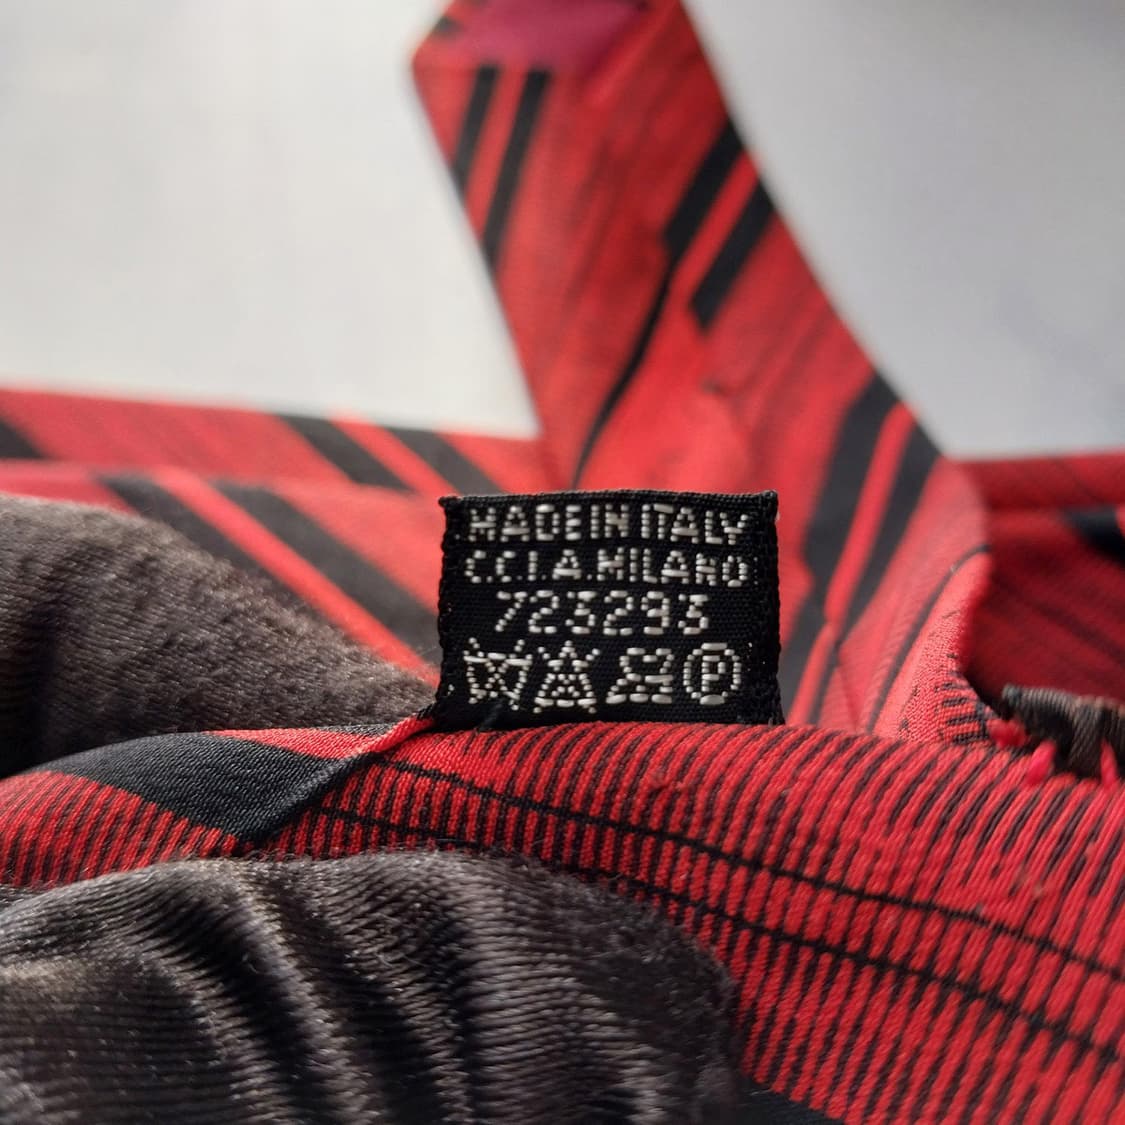 MADE IN ITALY
C.C.I.A. MILANO
723293
P